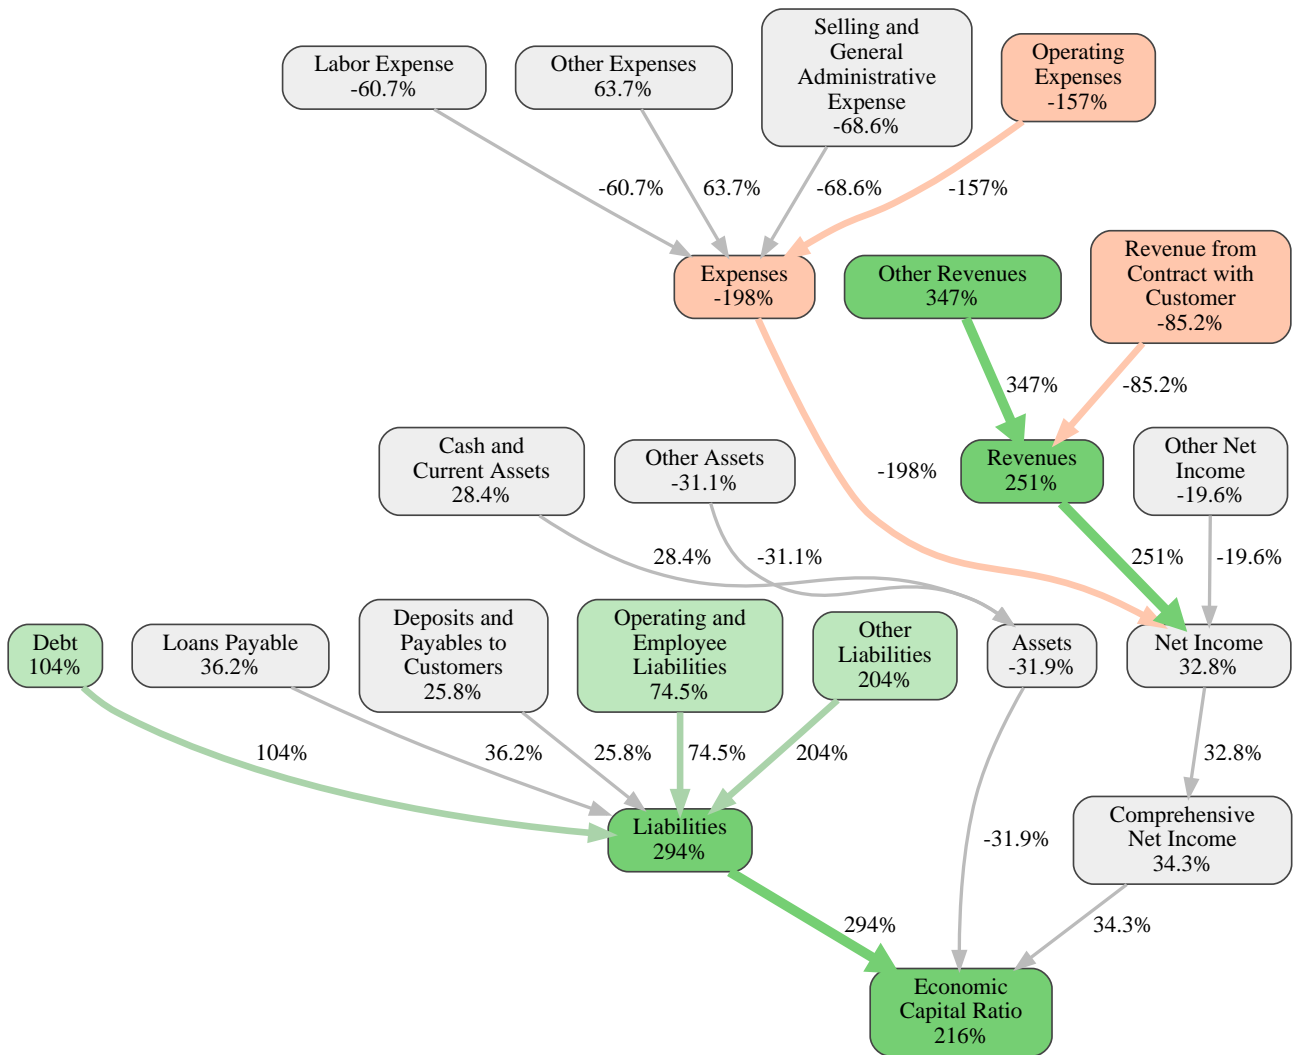 Labor Expense
-60.7%
Other Expenses
63.7%
Selling and
General
Administrative
Expense
-68.6%
Operating
Expenses
-157%
-60.7%
63.7%
-68.6%
-157%
Expenses
-198%
Other Revenues
347%
Revenue from
Contract with
Customer
-85.2%
347%
-85.2%
Cash and
Current Assets
28.4%
Other Assets
-31.1%
-198%
Revenues
251%
Other Net
Income
-19.6%
28.4%
-31.1%
251%
-19.6%
Debt
104%
Loans Payable
36.2%
Deposits and
Payables to
Customers
25.8%
Operating and
Employee
Liabilities
74.5%
Other
Liabilities
204%
Assets
-31.9%
Net Income
32.8%
104%
36.2%
25.8%
74.5%
204%
32.8%
Liabilities
294%
-31.9%
Comprehensive
Net Income
34.3%
294%
34.3%
Economic
Capital Ratio
216%